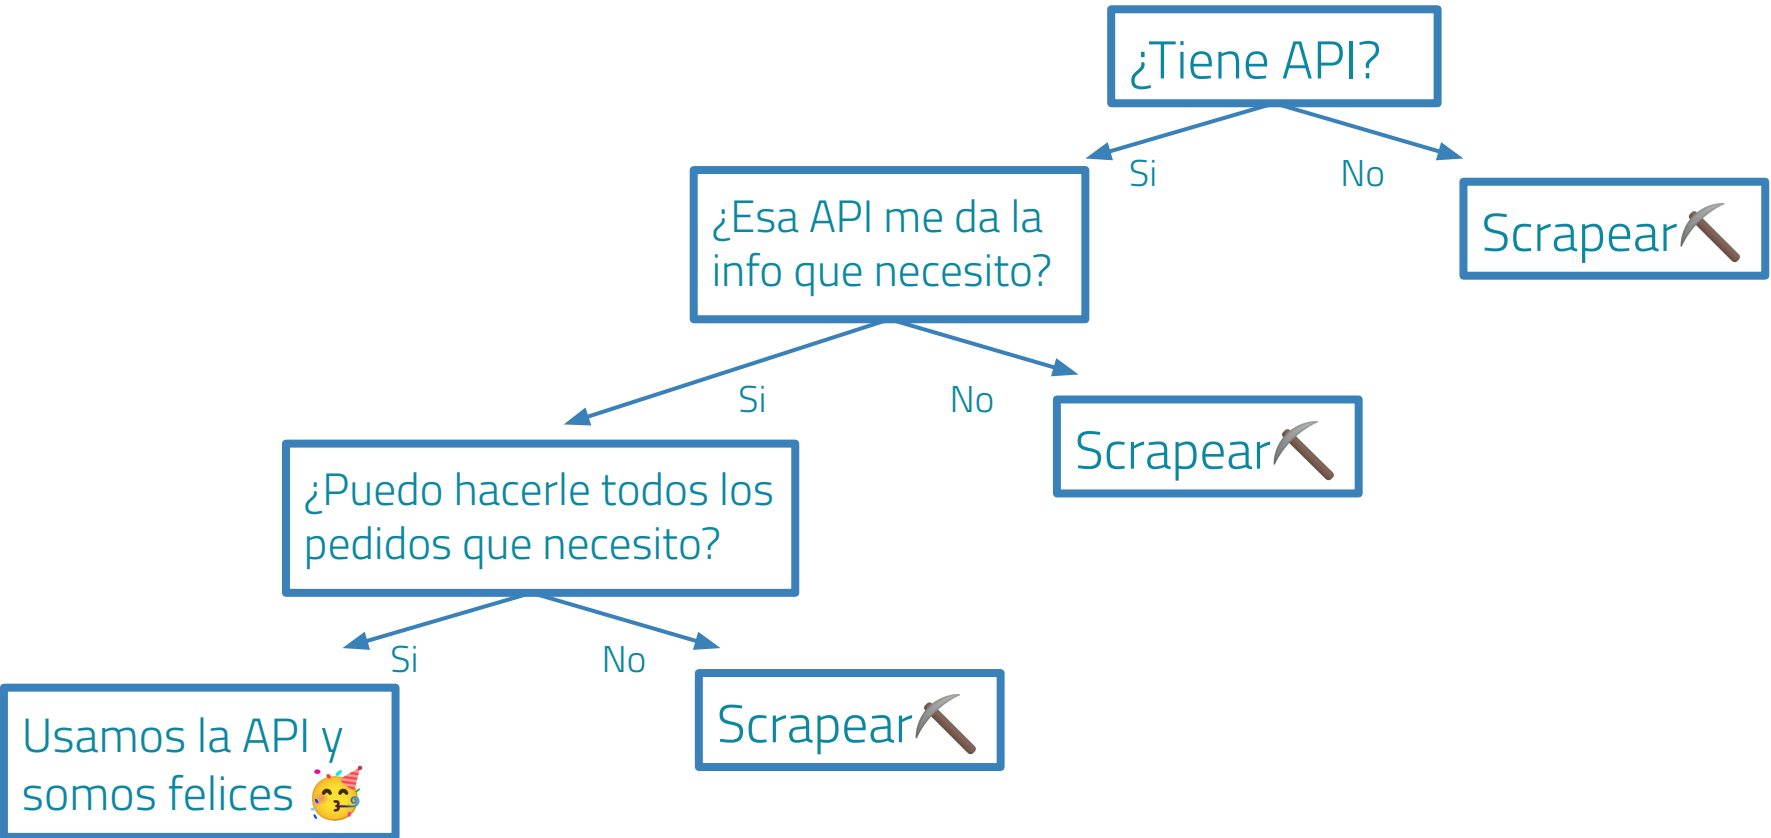 ¿Tiene API?
Si
No
¿Esa API me da la
info que necesito?
Scrapear
Si
No
Scrapear
¿Puedo hacerle todos los
pedidos que necesito?
Si
No
Scrapear
Usamos la API y
somos felices 🥳